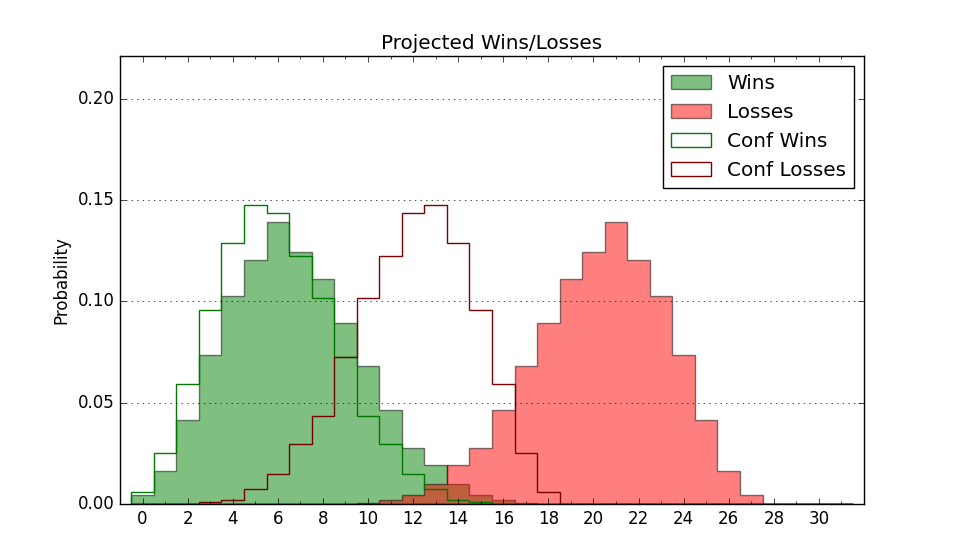 Projected Wins/Losses
Wins
Losses
Conf Wins
Conf Losses
Probability
0.20
0.15
0.10
0.05
0.00
0 2 4 6 8 10 12 14 16 18 20 22 24 26 28 30